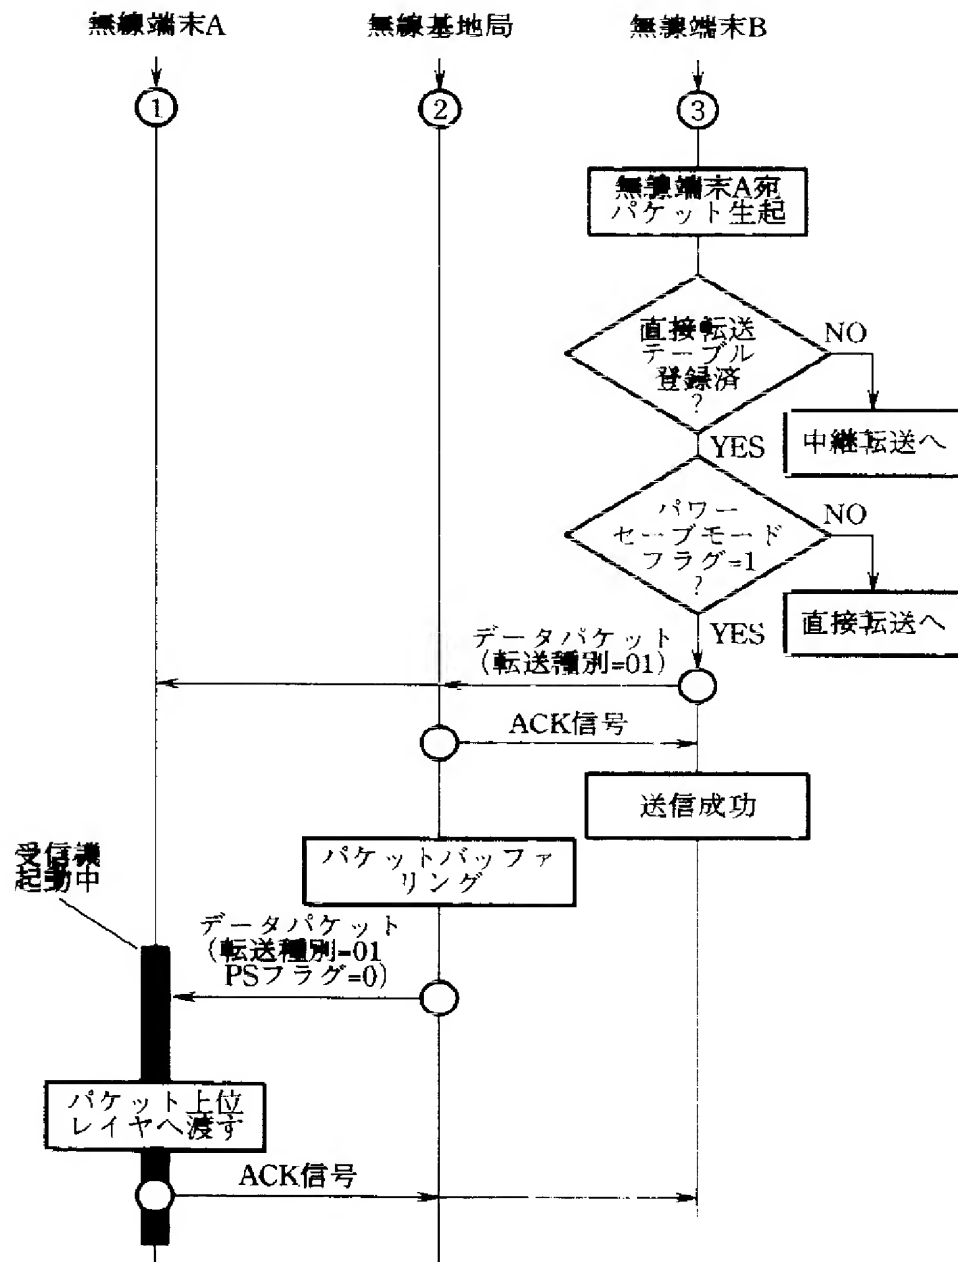 無線端末A
無線基地局
無線端末B
1
2
3
無線端末A宛
パケット生起
直接転送
テーブル
登録済
?
NO
中継転送へ
YES
パワー
セーブモード
フラグ=1
?
NO
直接転送へ
YES
データパケット
(転送種別=01)
ACK信号
送信成功
パケットバッファ
リング
受信機
起動中
データパケット
(転送種別=01
PSフラグ=0)
パケット上位
レイヤへ渡す
ACK信号